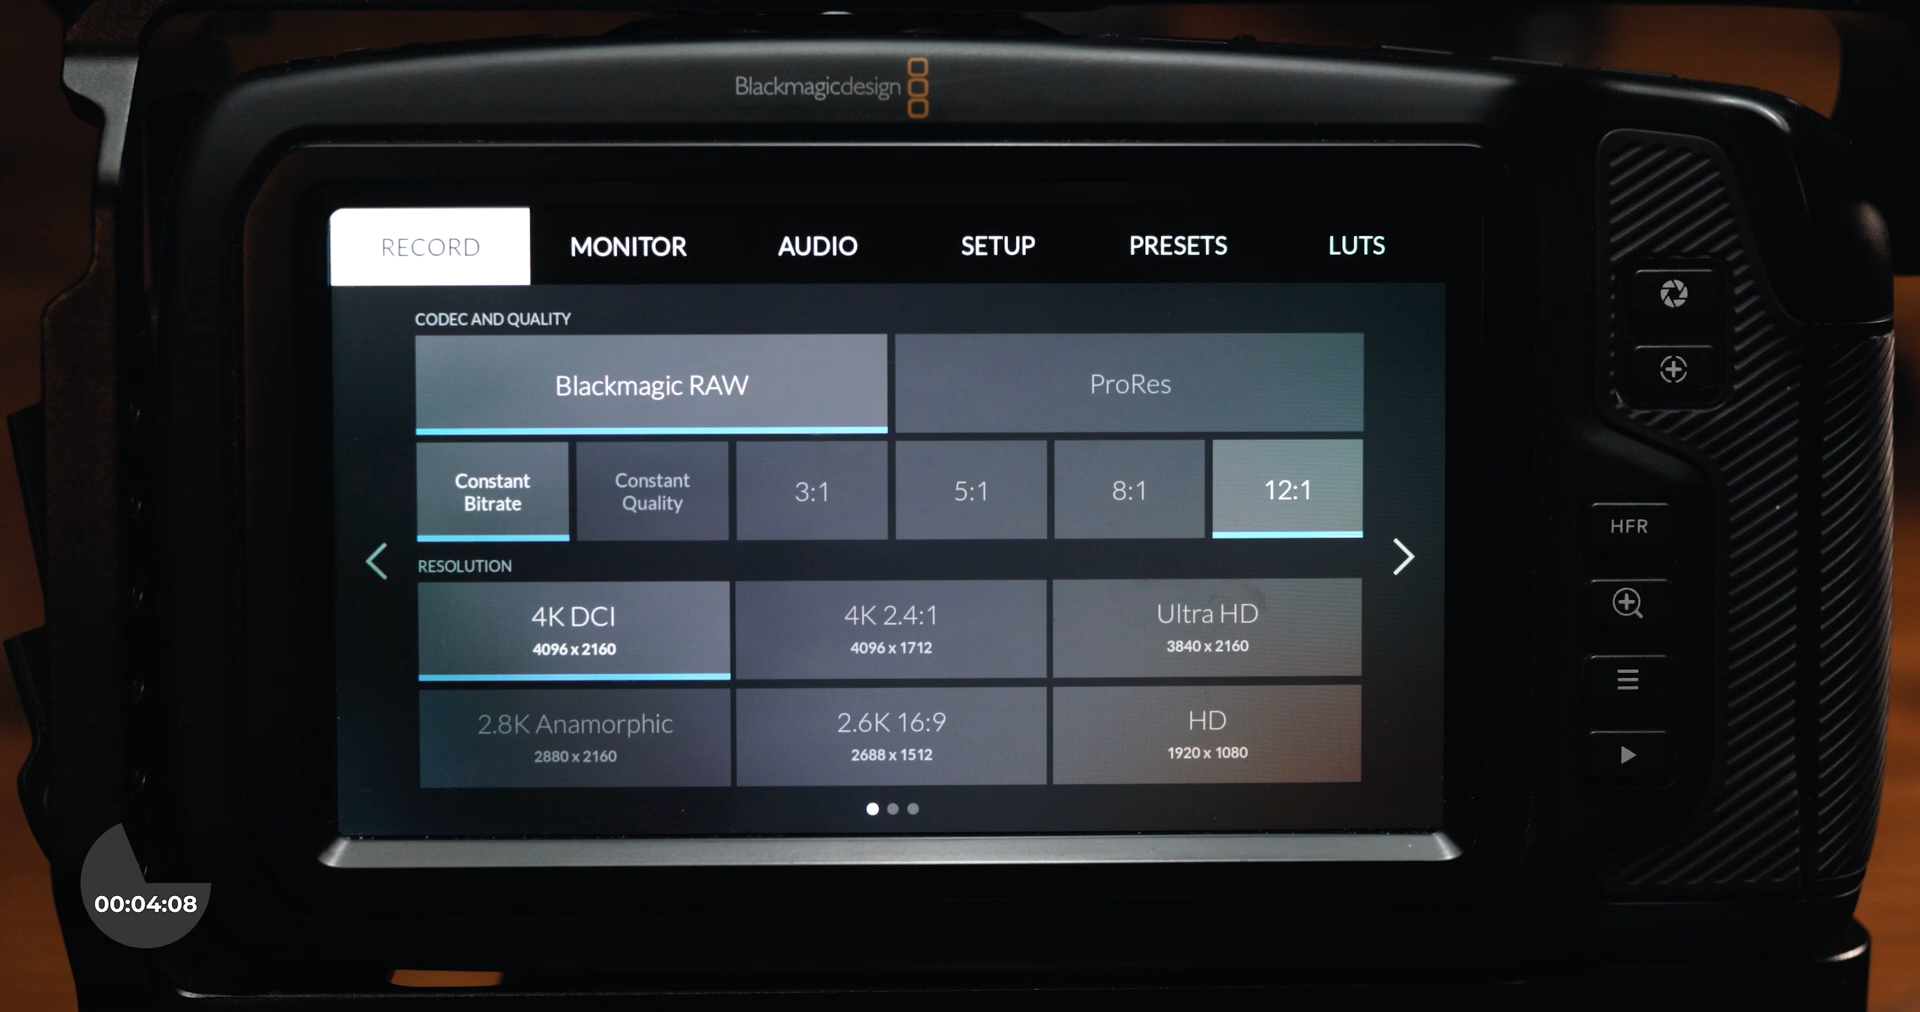 Blackmagicdesign
RECORD MONITOR AUDIO SETUP PRESETS LUTS
CODEC AND QUALITY
Blackmagic RAW ProRes
Constant Bitrate Constant Quality 3:1 5:1 8:1 12:1
RESOLUTION
4K DCI 4K 2.4:1 Ultra HD
4096 x 2160 4096 x 1712 3840 x 2160
2.8K Anamorphic 2.6K 16:9 HD
2880 x 2160 2688 x 1512 1920 x 1080
HFR
00:04:08